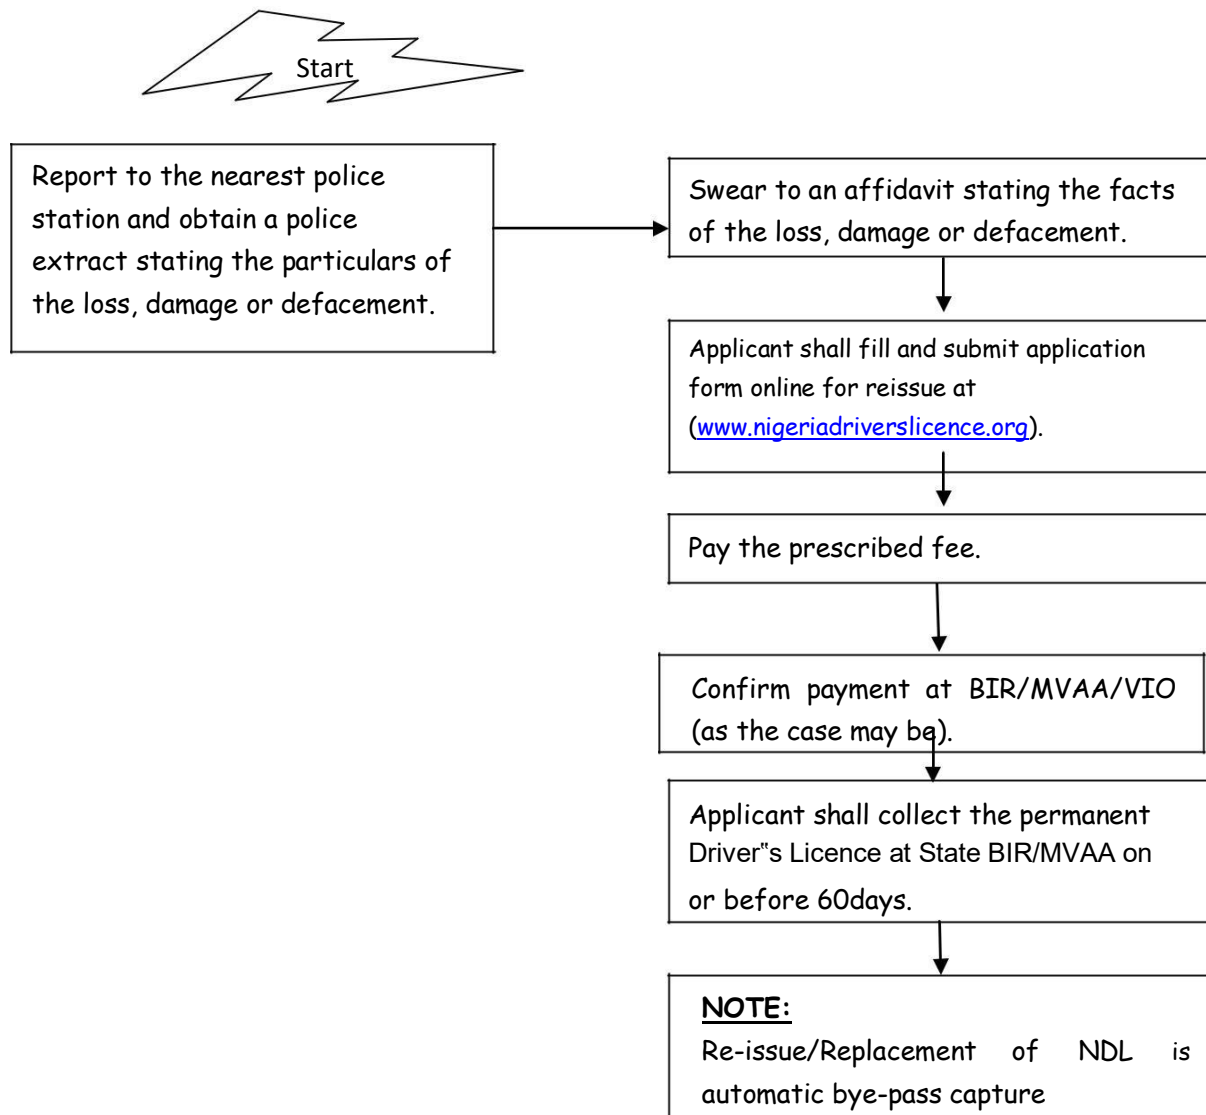 Start
Report to the nearest police
station and obtain a police
extract stating the particulars of
the loss, damage or defacement.
Swear to an affidavit stating the facts
of the loss, damage or defacement.
Applicant shall fill and submit application
form online for reissue at
(www.nigeriadriverslicence.org).
Pay the prescribed fee.
Confirm payment at BIR/MVAA/VIO
(as the case may be).
Applicant shall collect the permanent
Driver‟s Licence at State BIR/MVAA on
or before 60days.
NOTE:
Re-issue/Replacement of NDL is
automatic bye-pass capture